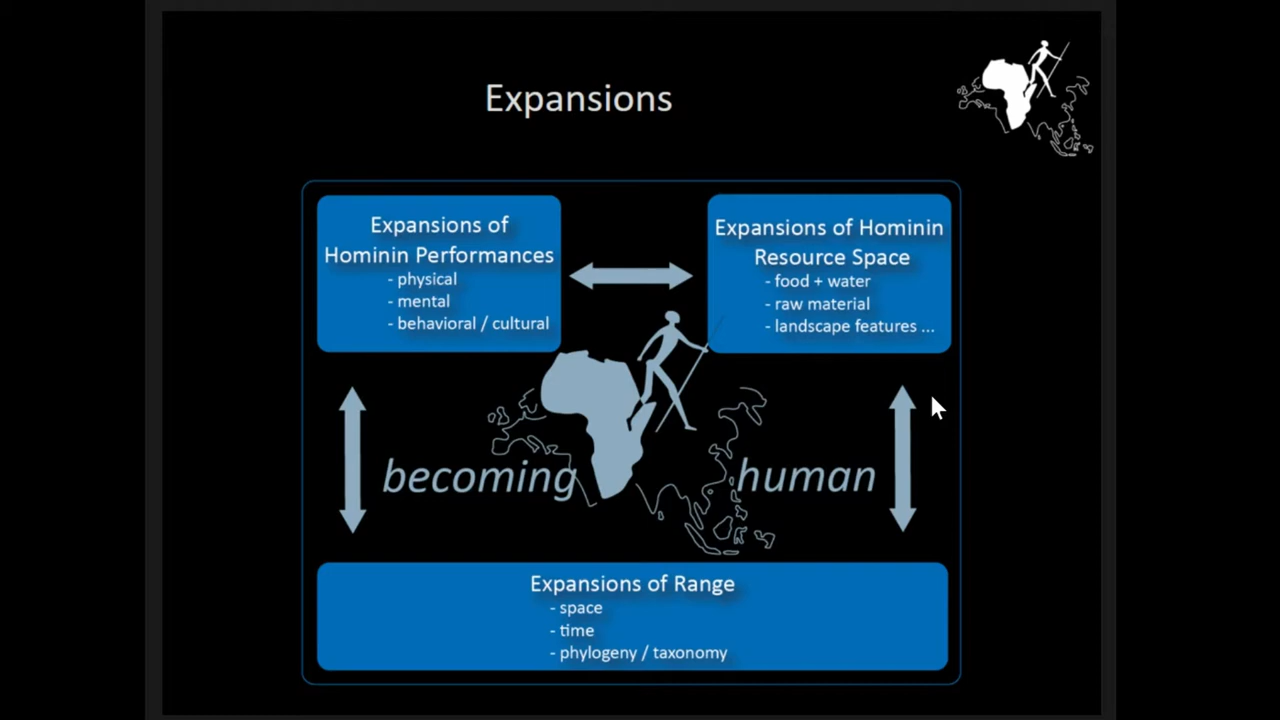 Expansions
Expansions of
Hominin Performances
- physical
- mental
- behavioral / cultural
Expansions of Hominin
Resource Space
- food + water
- raw material
- landscape features ...
becoming human
Expansions of Range
- space
- time
- phylogeny / taxonomy